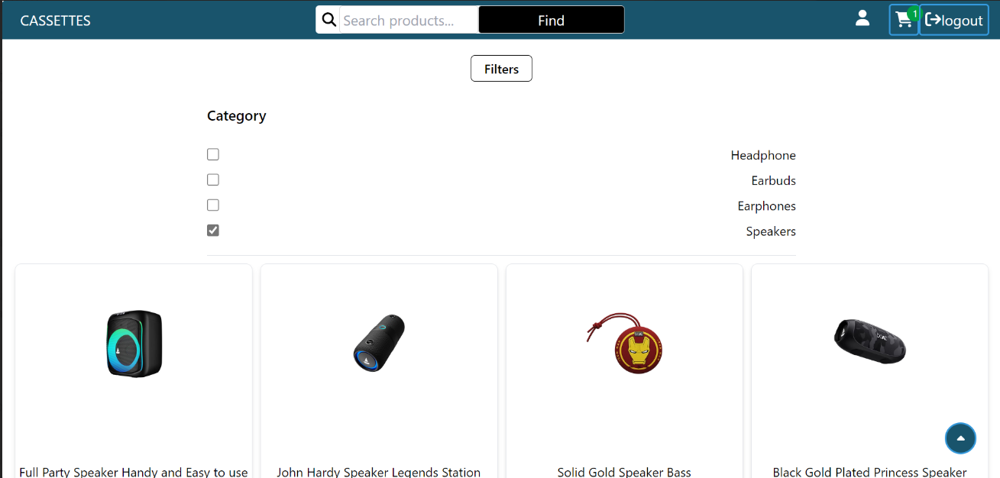 CASSETTES
Search products...
Find
1
logout
Filters
Category
Headphone
Earbuds
Earphones
Speakers
Full Party Speaker Handy and Easy to use
John Hardy Speaker Legends Station
Solid Gold Speaker Bass
Black Gold Plated Princess Speaker